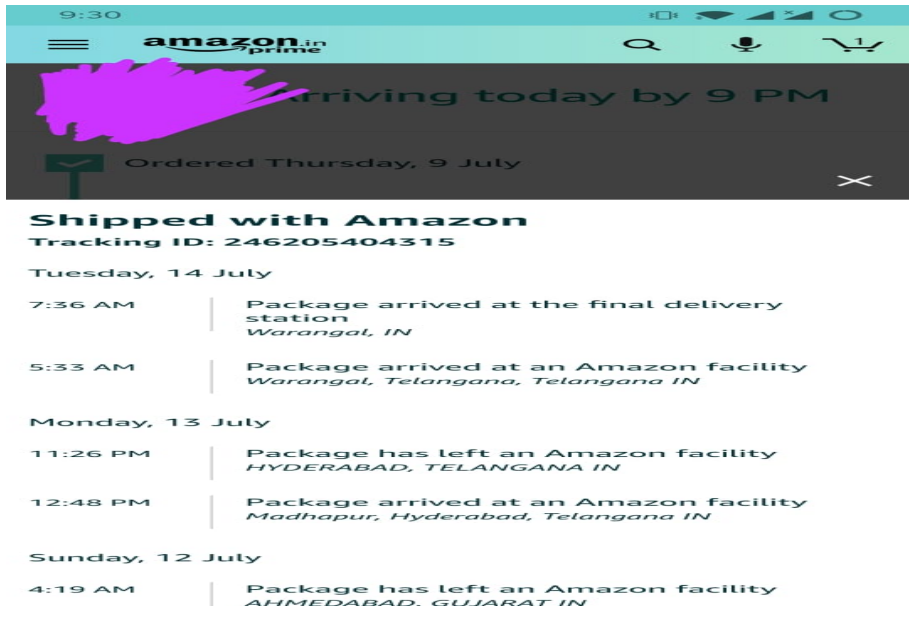 9:30
amazon.in
prime
1
Arriving today by 9 PM
Ordered Thursday, 9 July
Shipped with Amazon
Tracking ID: 246205404315
Tuesday, 14 July
7:36 AM
Package arrived at the final delivery
station
Warangal, IN
5:33 AM
Package arrived at an Amazon facility
Warangal, Telangana, Telangana IN
Monday, 13 July
11:26 PM
Package has left an Amazon facility
HYDERABAD, TELANGANA IN
12:48 PM
Package arrived at an Amazon facility
Madhapur, Hyderabad, Telangana IN
Sunday, 12 July
4:19 AM
Package has left an Amazon facility
AHMEDABAD, GUJARAT IN